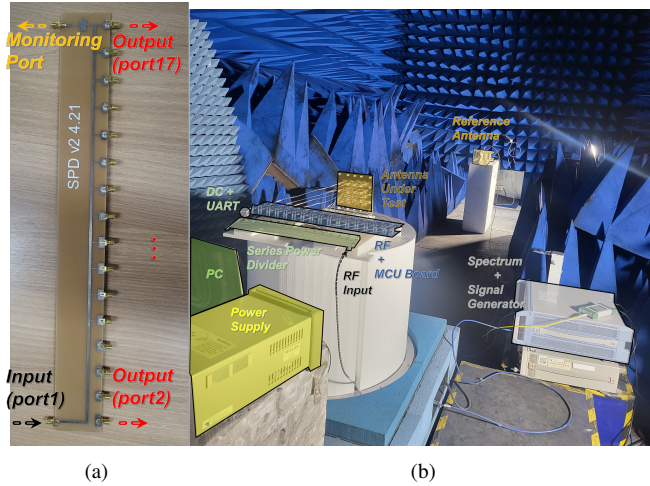 Monitoring
Port
Output
(port17)
SPD v2 4.21
Input
(port1)
Output
(port2)
(a)
Reference
Antenna
Antenna
Under
Test
DC +
UART
Series Power
Divider
RF
+
MCU Board
PC
RF
Input
Power
Supply
Spectrum
+
Signal
Generator
(b)